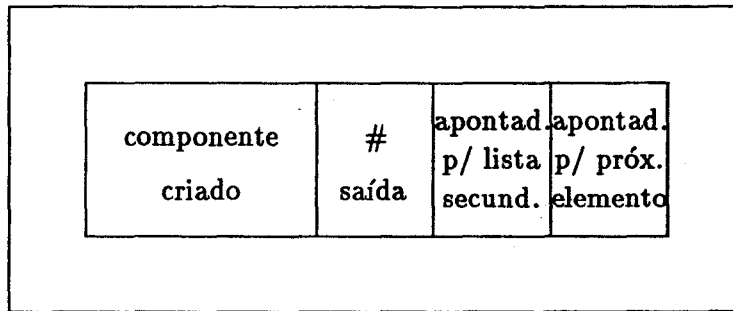 componente
criado
#
saída
apontad.
p/ lista
secund.
apontad.
p/ próx.
elemento